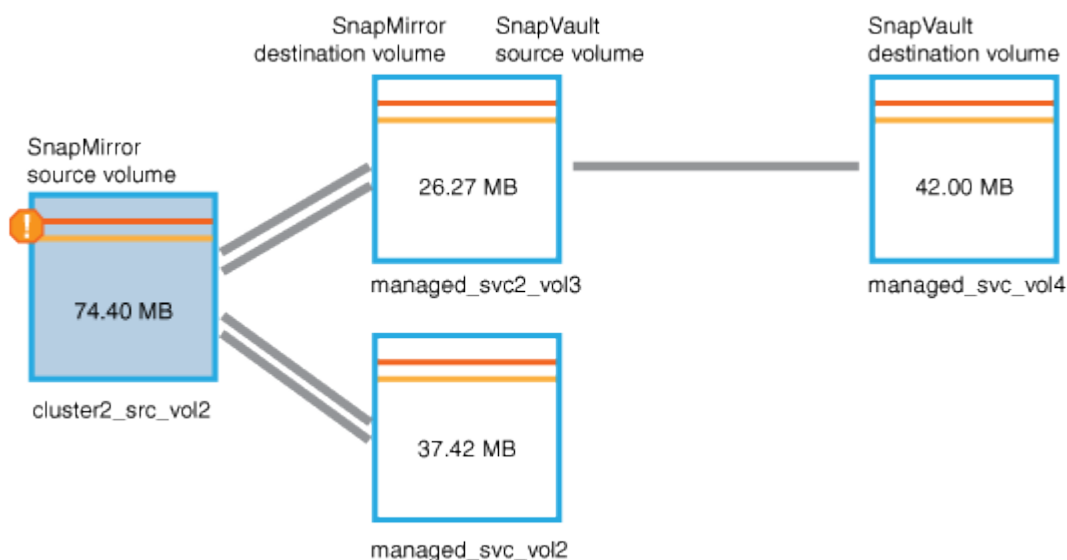 SnapMirror
destination volume
SnapVault
source volume
SnapVault
destination volume
SnapMirror
source volume
!
26.27 MB
42.00 MB
managed_svc2_vol3
managed_svc_vol4
74.40 MB
cluster2_src_vol2
37.42 MB
managed_svc_vol2